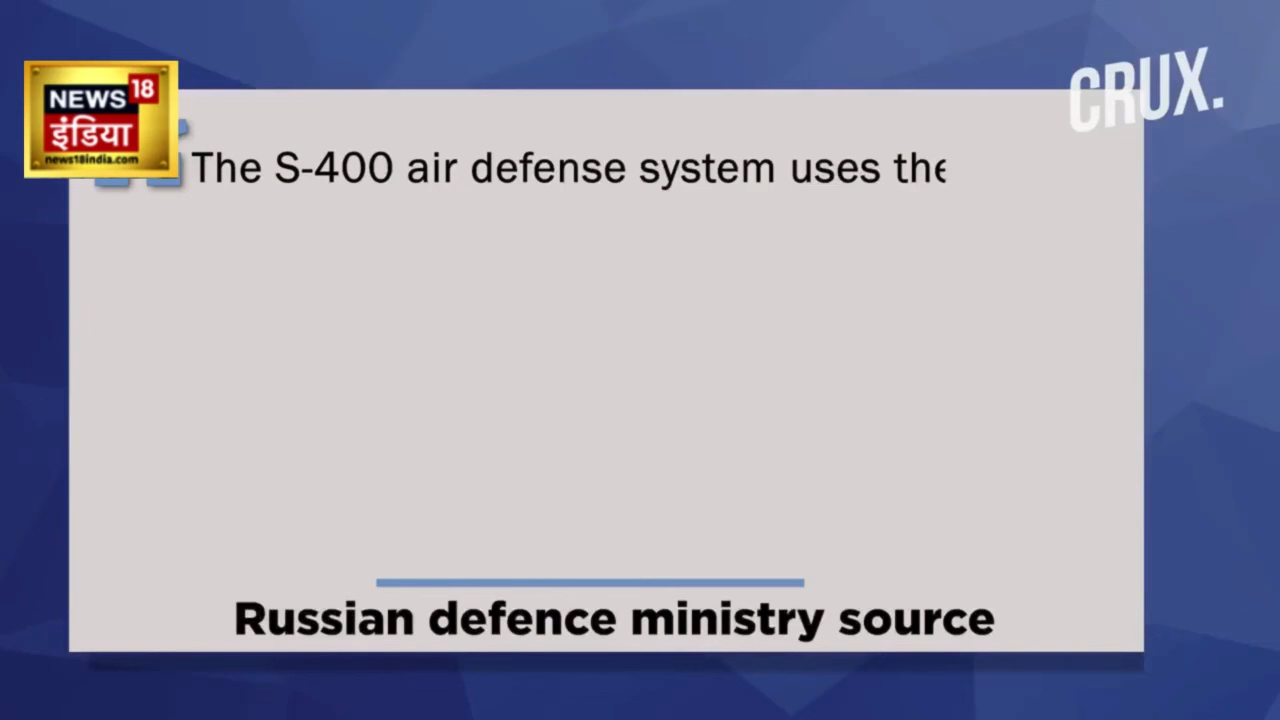 NEWS 18
इंडिया
news18india.com
CRUX.
The S-400 air defense system uses the
Russian defence ministry source